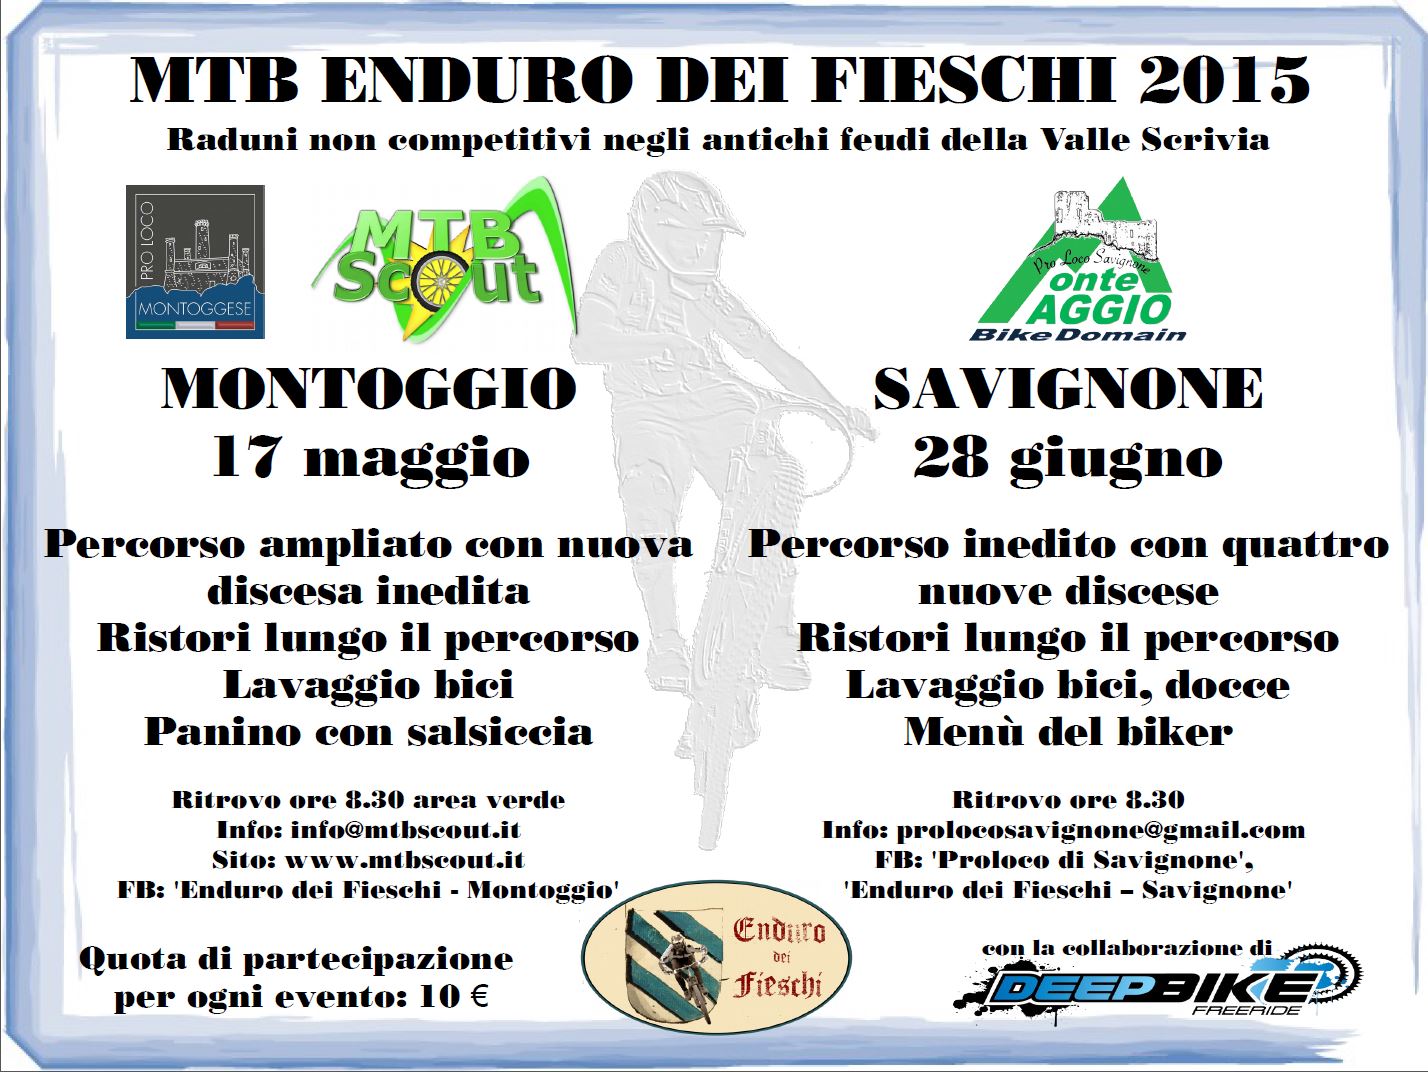 MTB ENDURO DEI FIESCHI 2015
Raduni non competitivi negli antichi feudi della Valle Scrivia
PRO LOCO
MONTOGGESE
MTB
Scout
Pro Loco Savignone
Monte
MAGGIO
Bike Domain
MONTOGGIO
17 maggio
Percorso ampliato con nuova
discesa inedita
Ristori lungo il percorso
Lavaggio bici
Panino con salsiccia
Ritrovo ore 8.30 area verde
Info: info@mtbscout.it
Sito: www.mtbscout.it
FB: 'Enduro dei Fieschi - Montoggio'
SAVIGNONE
28 giugno
Percorso inedito con quattro
nuove discese
Ristori lungo il percorso
Lavaggio bici, docce
Menù del biker
Ritrovo ore 8.30
Info: prolocosavignone@gmail.com
FB: 'Proloco di Savignone',
'Enduro dei Fieschi – Savignone'
Quota di partecipazione
per ogni evento: 10 €
Enduro
dei
Fieschi
con la collaborazione di
DEEPBIKE
FREERIDE